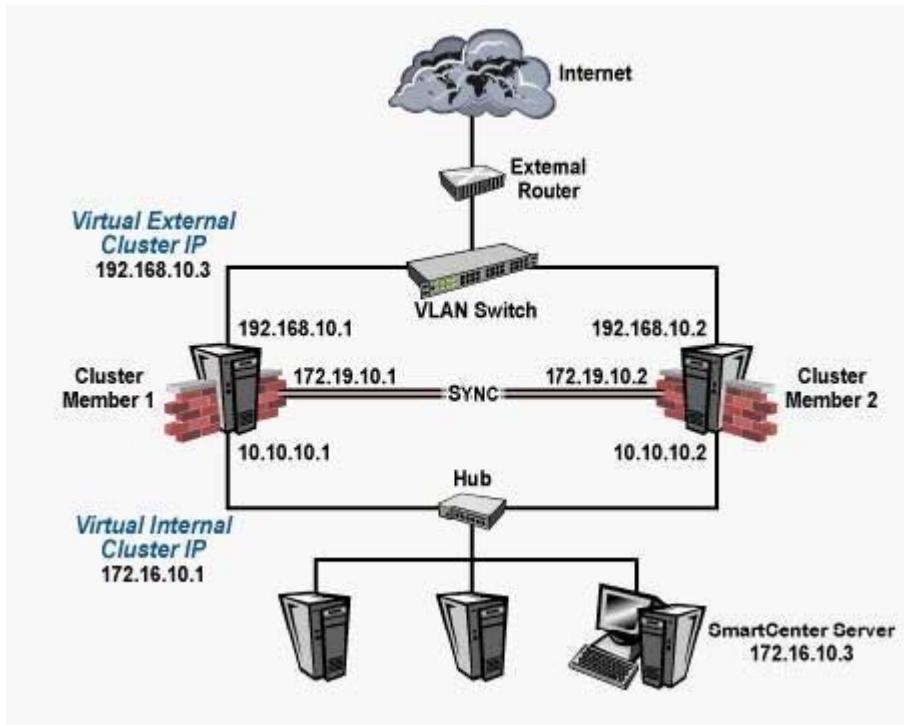 Internet
External
Router
Virtual External
Cluster IP
192.168.10.3
VLAN Switch
192.168.10.1
192.168.10.2
Cluster
Member 1
172.19.10.1
SYNC
172.19.10.2
Cluster
Member 2
10.10.10.1
10.10.10.2
Hub
Virtual Internal
Cluster IP
172.16.10.1
SmartCenter Server
172.16.10.3